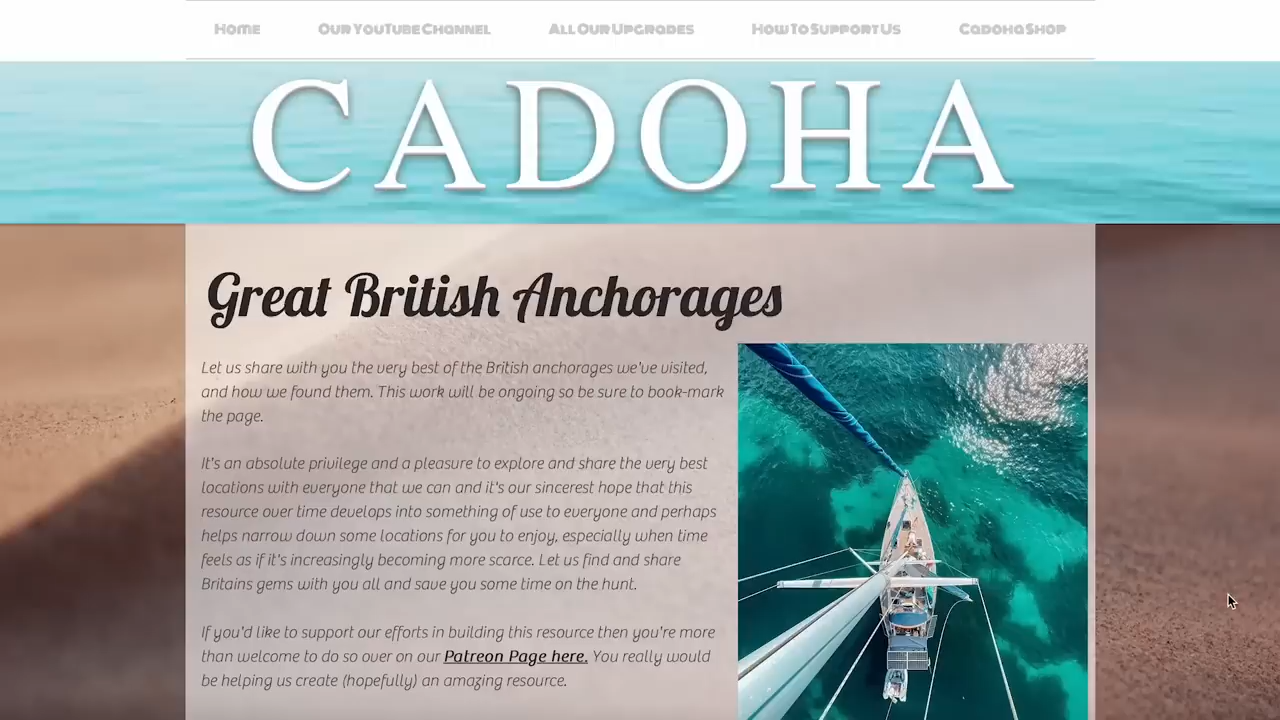 Home Our YouTube Channel All Our Upgrades How To Support Us Cadoha Shop
CADOHA
Great British Anchorages
Let us share with you the very best of the British anchorages we've visited,
and how we found them. This work will be ongoing so be sure to book-mark
the page.
It's an absolute privilege and a pleasure to explore and share the very best
locations with everyone that we can and it's our sincerest hope that this
resource over time develops into something of use to everyone and perhaps
helps narrow down some locations for you to enjoy, especially when time
feels as if it's increasingly becoming more scarce. Let us find and share
Britains gems with you all and save you some time on the hunt.
If you'd like to support our efforts in building this resource then you're more
than welcome to do so over on our Patreon Page here. You really would
be helping us create (hopefully) an amazing resource.